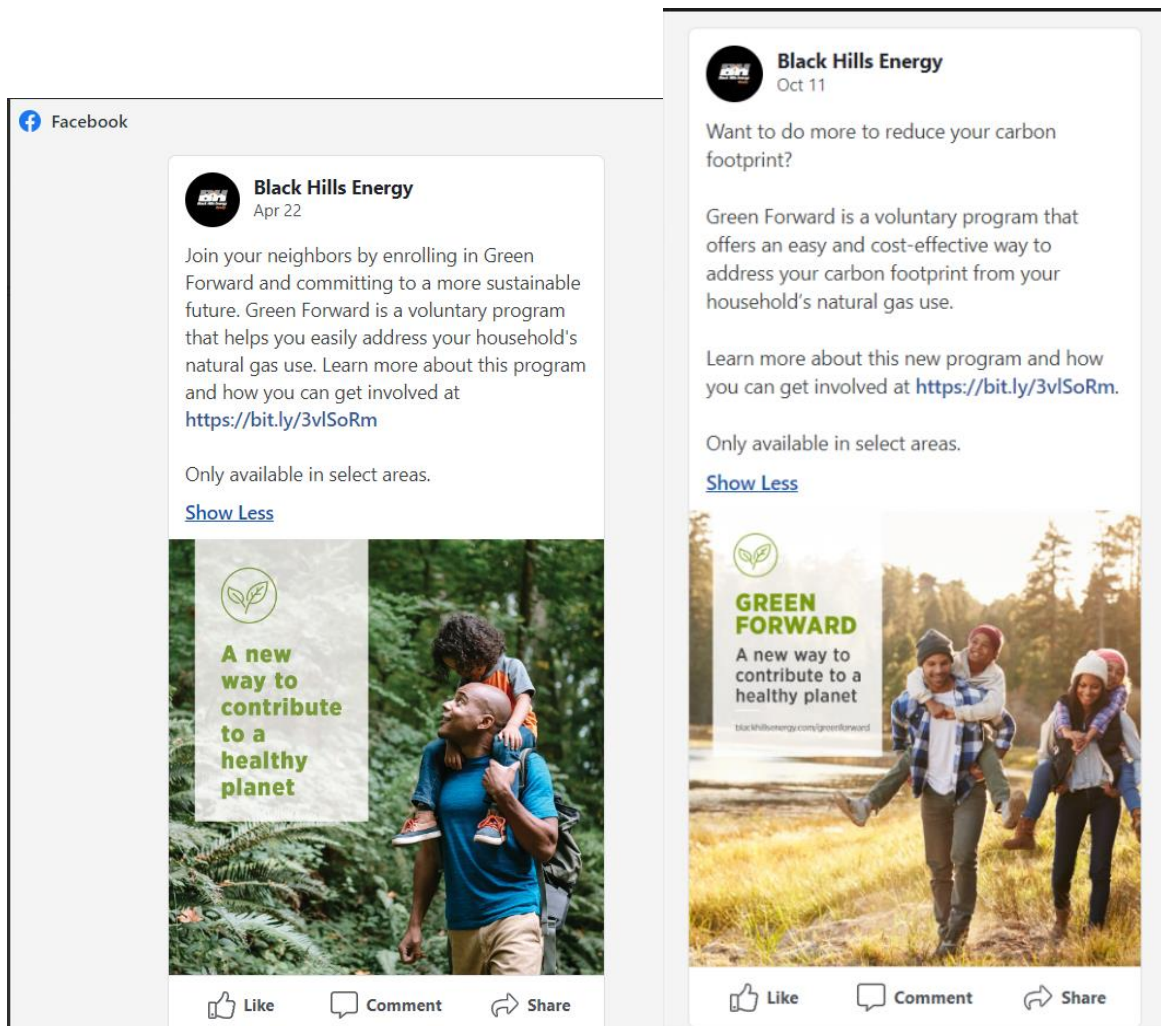 Facebook
Black Hills Energy
Apr 22
Join your neighbors by enrolling in Green
Forward and committing to a more sustainable
future. Green Forward is a voluntary program
that helps you easily address your household's
natural gas use. Learn more about this program
and how you can get involved at
https://bit.ly/3vlSoRm
Only available in select areas.
Show Less
A new
way to
contribute
to a
healthy
planet
Like
Comment
Share
Black Hills Energy
Oct 11
Want to do more to reduce your carbon
footprint?
Green Forward is a voluntary program that
offers an easy and cost-effective way to
address your carbon footprint from your
household's natural gas use.
Learn more about this new program and how
you can get involved at https://bit.ly/3vlSoRm.
Only available in select areas.
Show Less
GREEN
FORWARD
A new way to
contribute to a
healthy planet
blackhillsenergy.com/greenforward
Like
Comment
Share